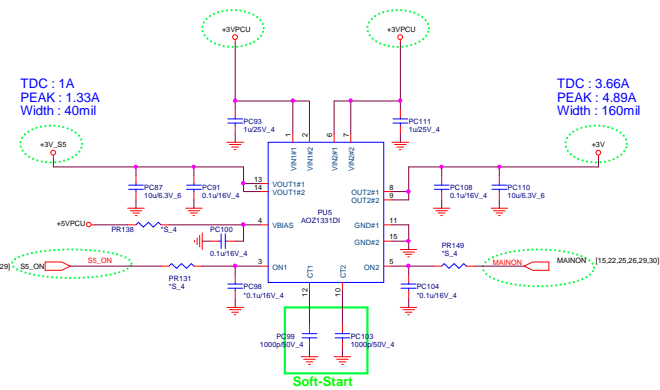 +3VPCU
+3VPCU
TDC : 1A
PEAK : 1.33A
Width : 40mil
TDC : 3.66A
PEAK : 4.89A
Width : 160mil
PC93
1u/25V_4
PC111
1u/25V_4
1
2
6
7
VIN1#1
VIN1#2
VIN2#1
VIN2#2
+3V_S5
+3V
PC87
10u/6.3V_6
PC91
0.1u/16V_4
13
14
VOUT1#1
VOUT1#2
OUT2#1
OUT2#2
8
9
PC108
0.1u/16V_4
PC110
10u/6.3V_6
PU5
AOZ1331DI
+5VPCU
PR138
*S_4
PC100
0.1u/16V_4
4
VBIAS
GND#1
GND#2
11
15
29]
S5_ON
S5_ON
PR131
*S_4
PC98
*0.1u/16V_4
3
ON1
CT1
CT2
ON2
5
PR149
*S_4
PC104
*0.1u/16V_4
MAINON
MAINON
[15,22,25,26,29,30]
12
10
PC99
1000p/50V_4
PC103
1000p/50V_4
Soft-Start